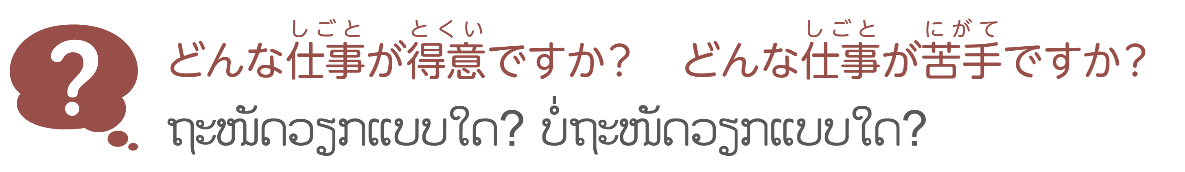 しごと とくい しごと にがて
どんな仕事が得意ですか？ どんな仕事が苦手ですか？
ຖະໜັດວຽກແບບໃດ? ບໍ່ຖະໜັດວຽກແບບໃດ?